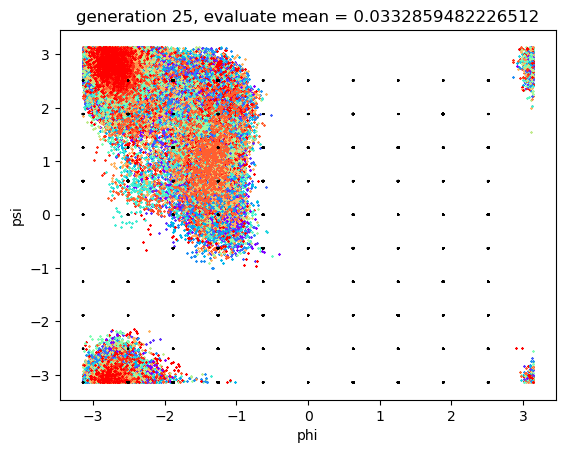 generation 25, evaluate mean = 0.0332859482226512
3
2
1
0
−1
−2
−3
psi
−3 −2 −1 0 1 2 3
phi